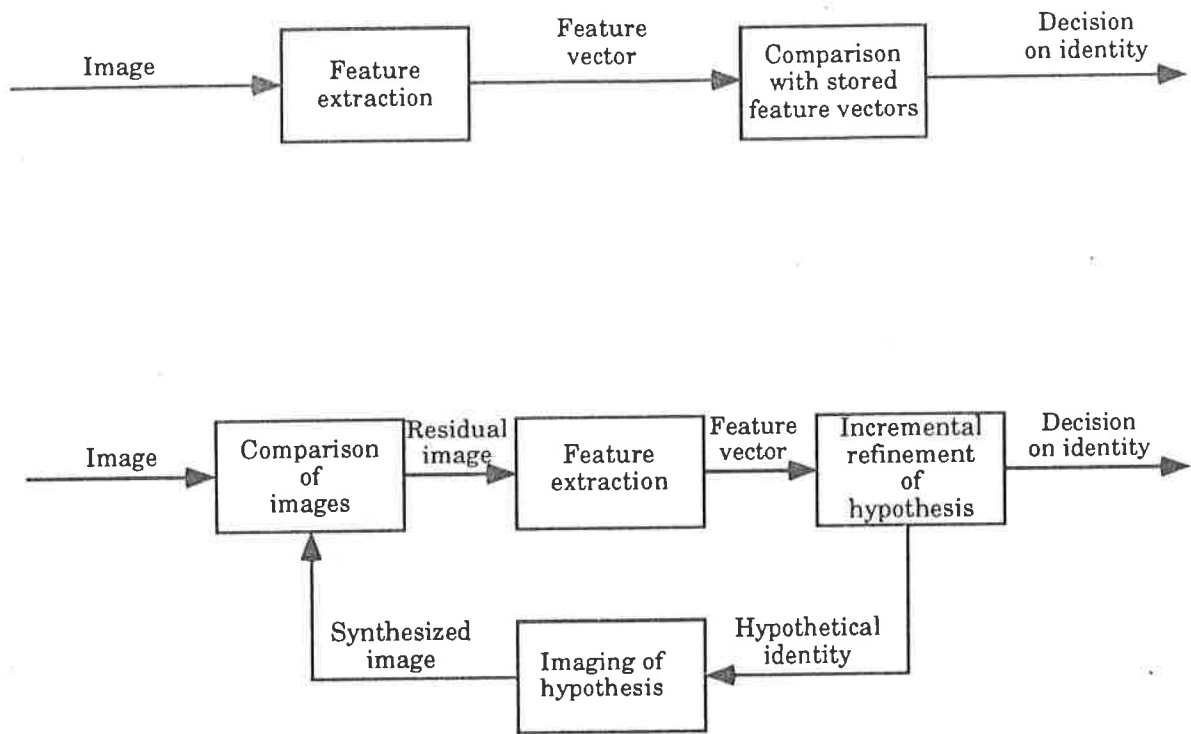 Image
Feature
extraction
Feature
vector
Comparison
with stored
feature vectors
Decision
on identity
Image
Comparison
of
images
Residual
image
Feature
extraction
Feature
vector
Incremental
refinement
of
hypothesis
Decision
on identity
Synthesized
image
Imaging of
hypothesis
Hypothetical
identity